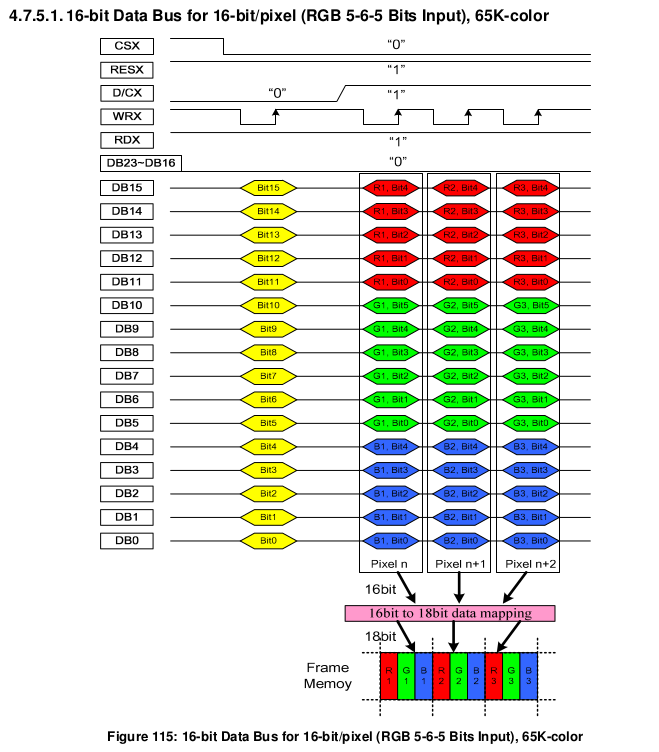 4.7.5.1. 16-bit Data Bus for 16-bit/pixel (RGB 5-6-5 Bits Input), 65K-color
CSX “0”
RESX “1”
D/CX “0” “1”
WRX
RDX “1”
DB23~DB16 “0”
DB15 Bit15 R1, Bit4 R2, Bit4 R3, Bit4
DB14 Bit14 R1, Bit3 R2, Bit3 R3, Bit3
DB13 Bit13 R1, Bit2 R2, Bit2 R3, Bit2
DB12 Bit12 R1, Bit1 R2, Bit1 R3, Bit1
DB11 Bit11 R1, Bit0 R2, Bit0 R3, Bit0
DB10 Bit10 G1, Bit5 G2, Bit5 G3, Bit5
DB9 Bit9 G1, Bit4 G2, Bit4 G3, Bit4
DB8 Bit8 G1, Bit3 G2, Bit3 G3, Bit3
DB7 Bit7 G1, Bit2 G2, Bit2 G3, Bit2
DB6 Bit6 G1, Bit1 G2, Bit1 G3, Bit1
DB5 Bit5 G1, Bit0 G2, Bit0 G3, Bit0
DB4 Bit4 B1, Bit4 B2, Bit4 B3, Bit4
DB3 Bit3 B1, Bit3 B2, Bit3 B3, Bit3
DB2 Bit2 B1, Bit2 B2, Bit2 B3, Bit2
DB1 Bit1 B1, Bit1 B2, Bit1 B3, Bit1
DB0 Bit0 B1, Bit0 B2, Bit0 B3, Bit0
Pixel n Pixel n+1 Pixel n+2
16bit
16bit to 18bit data mapping
18bit
Frame
Memoy
R G B R G B R G B
1 1 1 2 2 2 3 3 3
Figure 115: 16-bit Data Bus for 16-bit/pixel (RGB 5-6-5 Bits Input), 65K-color